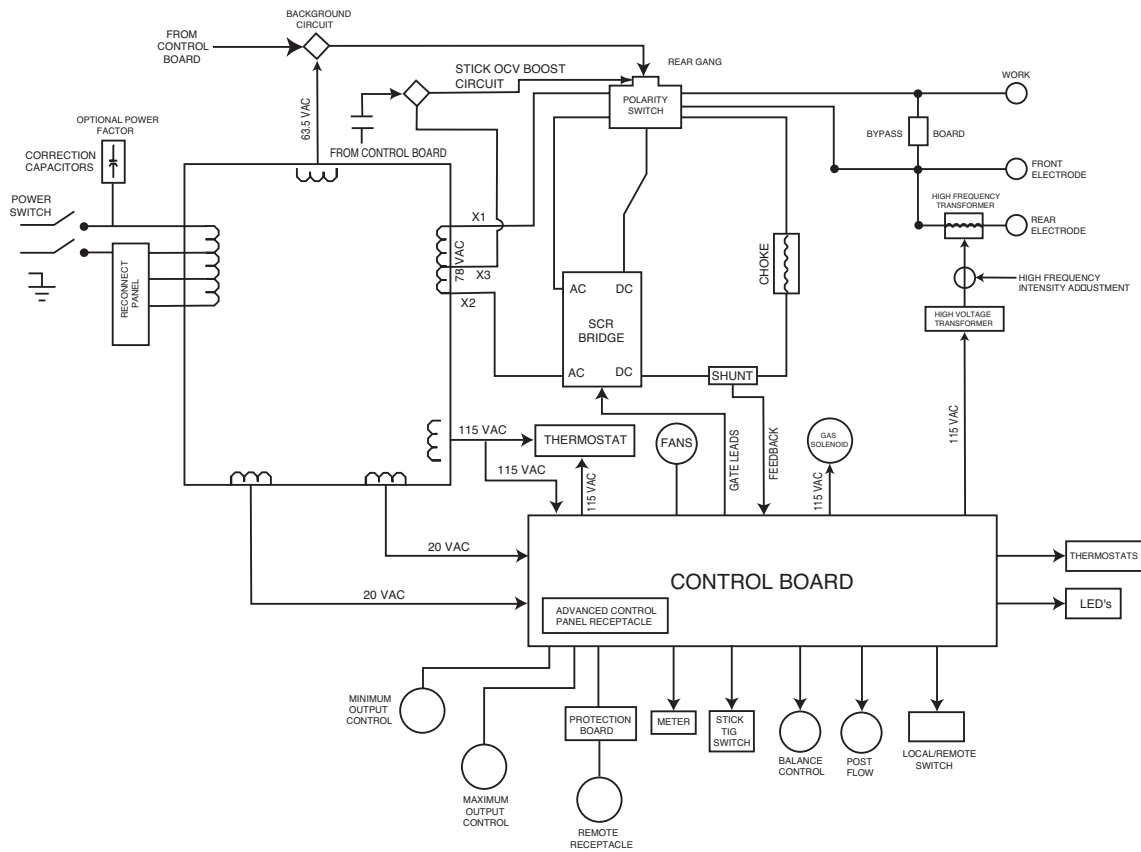 BACKGROUND
CIRCUIT
FROM
CONTROL
BOARD
STICK OCV BOOST
CIRCUIT
REAR GANG
POLARITY
SWITCH
WORK
63.5 VAC
BYPASS
BOARD
OPTIONAL POWER
FACTOR
CORRECTION
CAPACITORS
FROM CONTROL BOARD
FRONT
ELECTRODE
HIGH FREQUENCY
TRANSFORMER
POWER
SWITCH
X1
78 VAC
X3
X2
REAR
ELECTRODE
CHOKE
RECONNECT
PANEL
AC
DC
SCR
BRIDGE
AC
DC
HIGH FREQUENCY
INTENSITY ADJUSTMENT
HIGH VOLTAGE
TRANSFORMER
SHUNT
115 VAC
THERMOSTAT
FANS
GATE LEADS
FEEDBACK
GAS
SOLENOID
115 VAC
115 VAC
115 VAC
115 VAC
20 VAC
20 VAC
CONTROL BOARD
ADVANCED CONTROL
PANEL RECEPTACLE
THERMOSTATS
LED's
MINIMUM
OUTPUT
CONTROL
MAXIMUM
OUTPUT
CONTROL
PROTECTION
BOARD
REMOTE
RECEPTACLE
METER
STICK
TIG
SWITCH
BALANCE
CONTROL
POST
FLOW
LOCAL/REMOTE
SWITCH